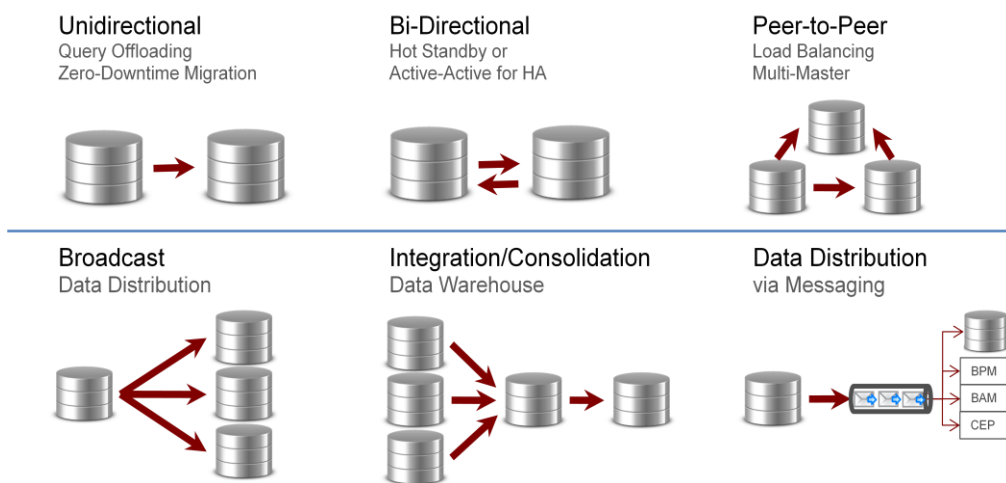 Unidirectional
Query Offloading
Zero-Downtime Migration
Bi-Directional
Hot Standby or
Active-Active for HA
Peer-to-Peer
Load Balancing
Multi-Master
Broadcast
Data Distribution
Integration/Consolidation
Data Warehouse
Data Distribution
via Messaging
BPM
BAM
CEP